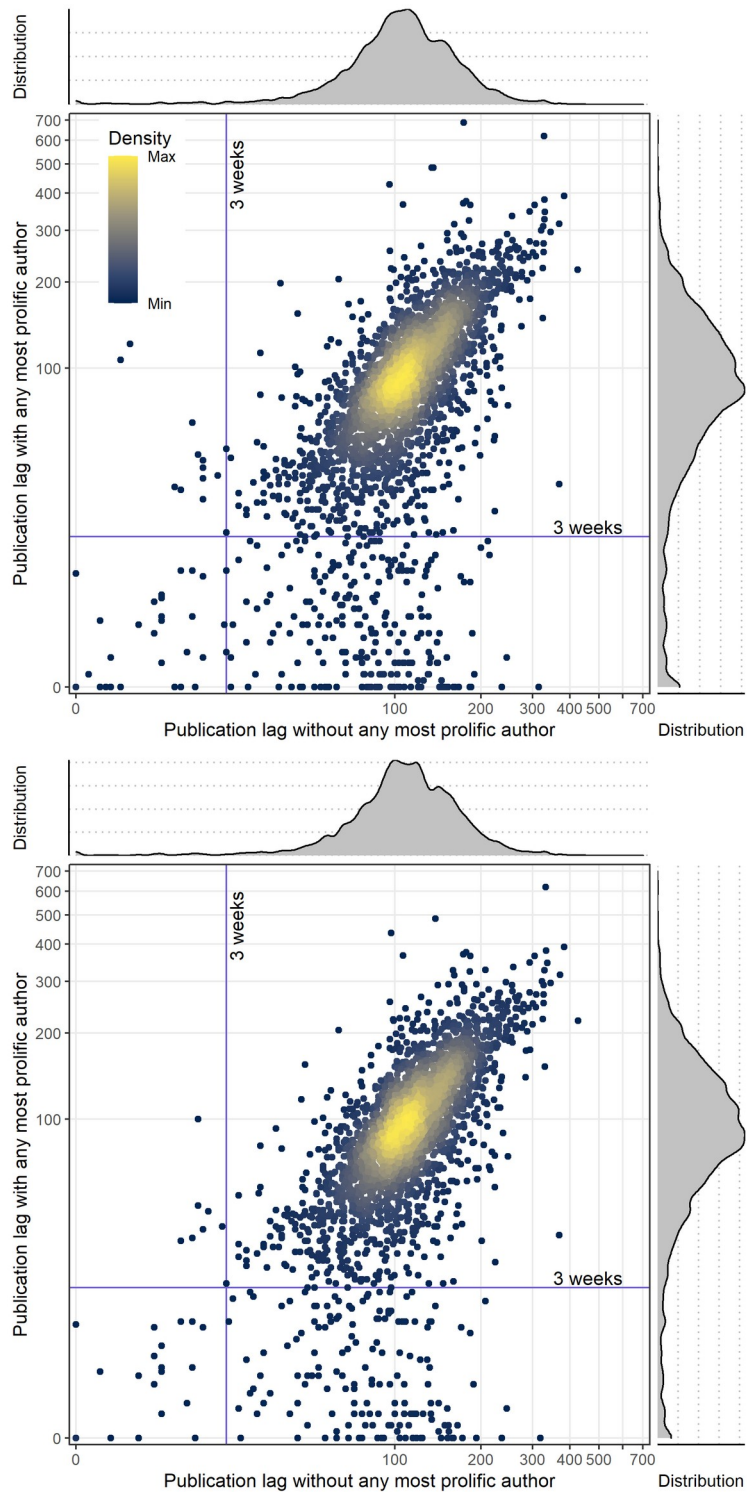 Distribution
Density
Max
Min
3 weeks
3 weeks
700
600
500
400
300
200
100
0
Publication lag with any most prolific author
0
100
200
300
400
500
700
Publication lag without any most prolific author
Distribution
Distribution
3 weeks
3 weeks
700
600
500
400
300
200
100
0
Publication lag with any most prolific author
0
100
200
300
400
500
700
Publication lag without any most prolific author
Distribution